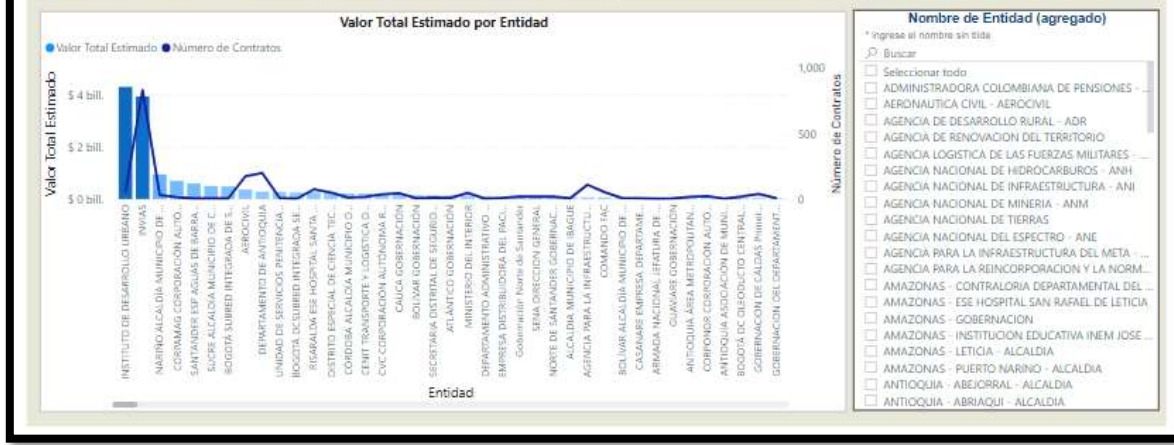 Valor Total Estimado por Entidad
Valor Total Estimado Número de Contratos
Valor Total Estimado
$ 4 bill.
$ 2 bill.
$ 0 bill.
1,000
500
0
Número de Contratos
INSTITUTO DE DESARROLLO URBANO
INVIAS
NARIÑO ALCALDÍA MUNICIPIO DE...
CORPAMAG CORPORACIÓN AUTÓ...
SANTANDER ESP AGUAS DE BARRA...
SUCRE ALCALDÍA MUNICIPIO DE C...
BOGOTÁ SUBRED INTEGRADA DE S...
AEROCIVIL
DEPARTAMENTO DE ANTIOQUIA
UNIDAD DE SERVICIOS PENITENCIA...
BOGOTÁ DCSUBRED INTEGRADA SE...
RISARALDA ESE HOSPITAL SANTA...
DISTRITO ESPECIAL DE CIENCIA TEC...
CÓRDOBA ALCALDÍA MUNICIPIO D...
CENIT TRANSPORTE Y LOGISTICA D...
CVC CORPORACIÓN AUTÓNOMA R...
CAUCA GOBERNACIÓN
BOLÍVAR GOBERNACIÓN
SECRETARÍA DISTRITAL DE SEGURID...
ATLÁNTICO GOBERNACIÓN
MINISTERIO DEL INTERIOR
DEPARTAMENTO ADMINISTRATIVO...
EMPRESA DISTRIBUIDORA DEL PACI...
Gobernación Norte de Santander
SENA DIRECCION GENERAL
NORTE DE SANTANDER GOBERNAC...
ALCALDIA MUNICIPIO DE IBAGUE
AGENCIA PARA LA INFRAESTRUCTU...
COMANDO FAC
BOLÍVAR ALCALDÍA MUNICIPIO DE...
CASANARE EMPRESA DEPARTAME...
ARMADA NACIONAL JEFATURA DE...
GUAVIARE GOBERNACIÓN
ANTIOQUIA ÁREA METROPOLITAN...
CORPONOR CORPORACIÓN AUTÓ...
ANTIOQUIA ASOCIACIÓN DE MUNI...
BOGOTÁ DC OLEODUCTO CENTRAL...
GOBERNACION DE CALDAS Primer...
GOBERNACION DEL DEPARTAMENT...
Entidad
Nombre de Entidad (agregado)
* Ingrese el nombre sin tilde
Buscar
Seleccionar todo
ADMINISTRADORA COLOMBIANA DE PENSIONES - ...
AERONAUTICA CIVIL - AEROCIVIL
AGENCIA DE DESARROLLO RURAL - ADR
AGENCIA DE RENOVACION DEL TERRITORIO
AGENCIA LOGISTICA DE LAS FUERZAS MILITARES - ...
AGENCIA NACIONAL DE HIDROCARBUROS - ANH
AGENCIA NACIONAL DE INFRAESTRUCTURA - ANI
AGENCIA NACIONAL DE MINERIA - ANM
AGENCIA NACIONAL DE TIERRAS
AGENCIA NACIONAL DEL ESPECTRO - ANE
AGENCIA PARA LA INFRAESTRUCTURA DEL META - ...
AGENCIA PARA LA REINCORPORACION Y LA NORM...
AMAZONAS - CONTRALORIA DEPARTAMENTAL DEL ...
AMAZONAS - ESE HOSPITAL SAN RAFAEL DE LETICIA
AMAZONAS - GOBERNACION
AMAZONAS - INSTITUCION EDUCATIVA INEM JOSE ...
AMAZONAS - LETICIA - ALCALDIA
AMAZONAS - PUERTO NARINO - ALCALDIA
ANTIOQUIA - ABEJORRAL - ALCALDIA
ANTIOQUIA - ABRIAQUI - ALCALDIA